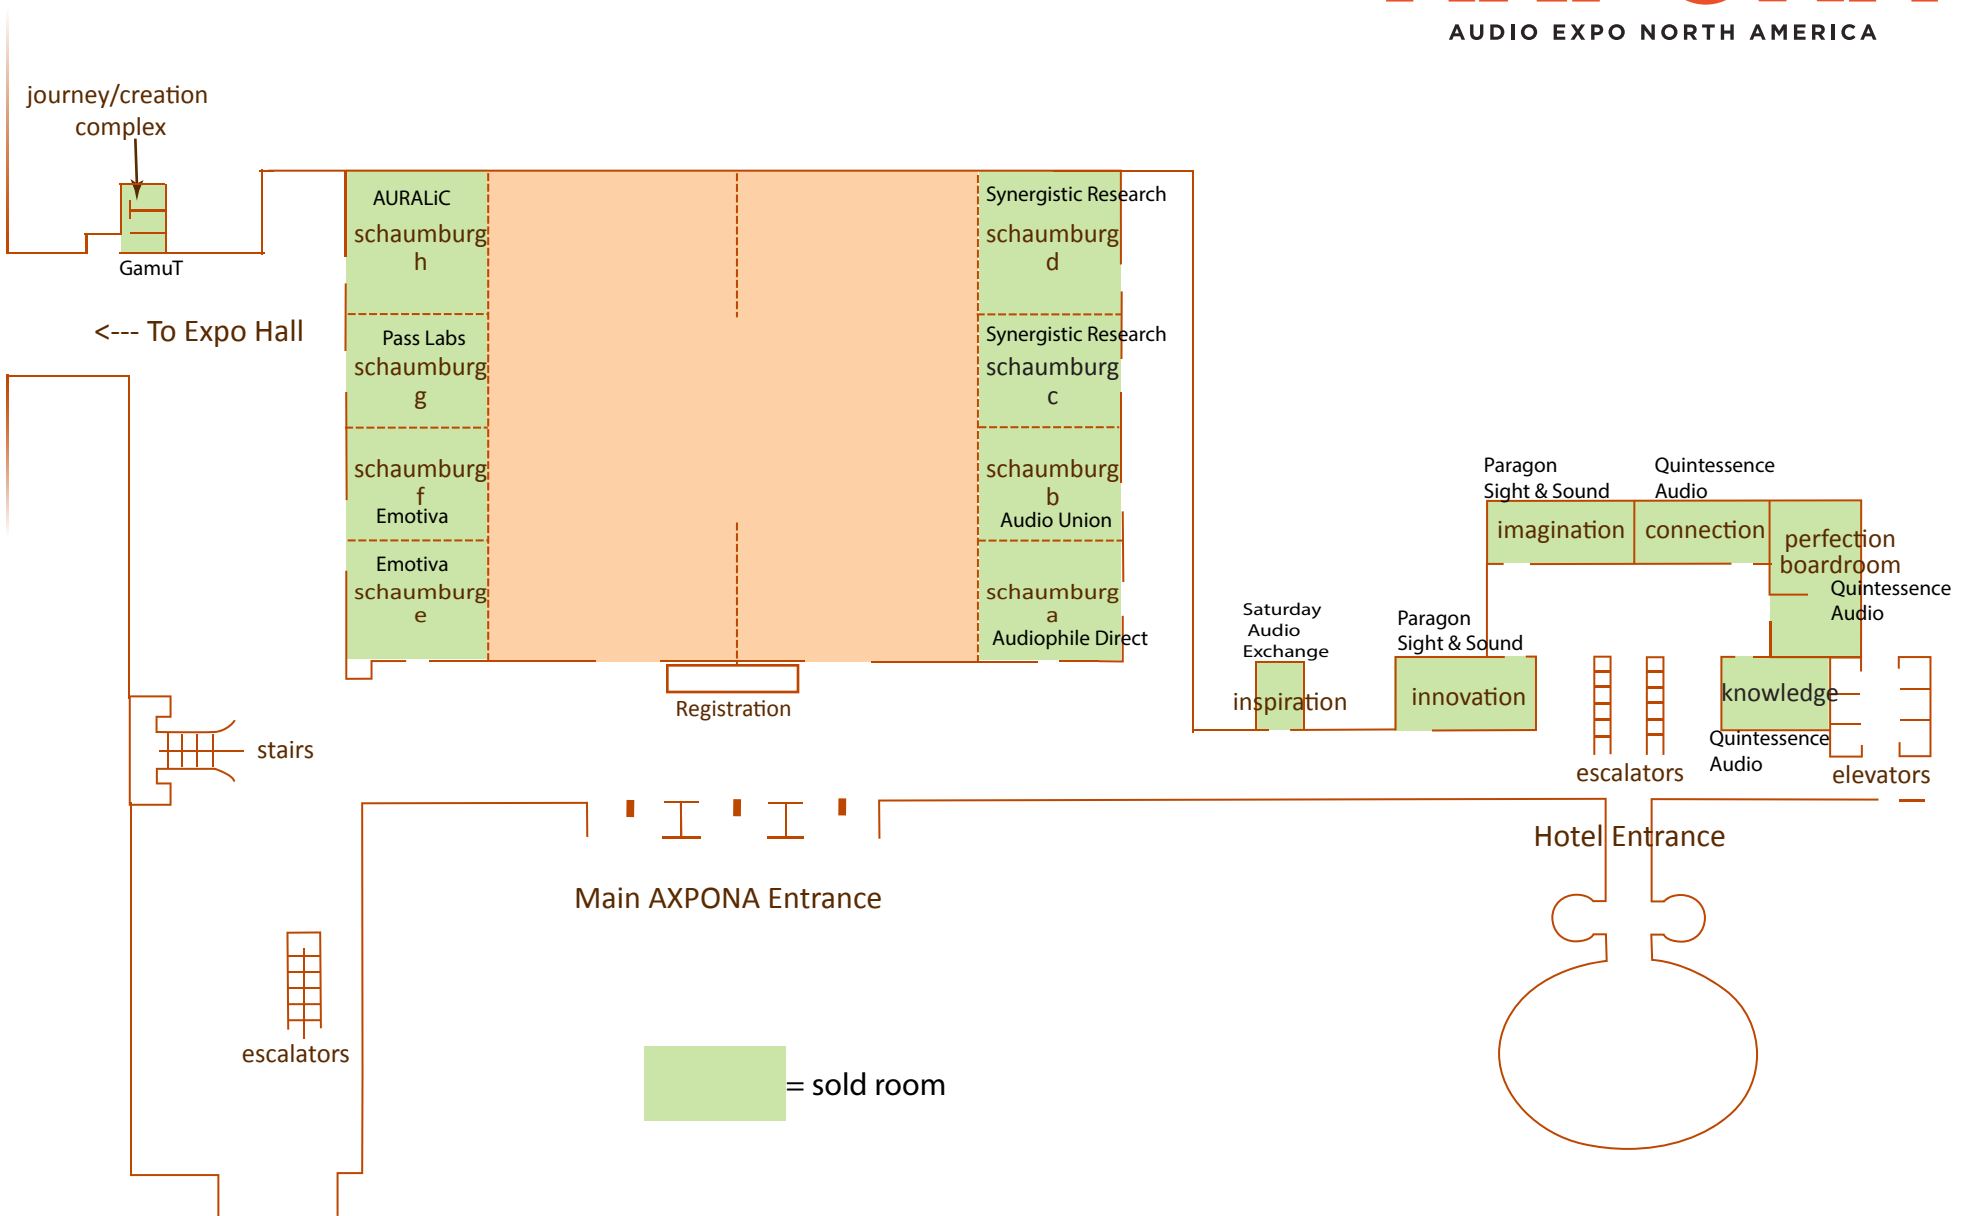 AUDIO EXPO NORTH AMERICA
journey/creation
complex
GamuT
<--- To Expo Hall
AURALiC
schaumburg
h
Pass Labs
schaumburg
g
schaumburg
f
Emotiva
Emotiva
schaumburg
e
Synergistic Research
schaumburg
d
Synergistic Research
schaumburg
c
schaumburg
b
Audio Union
schaumburg
a
Audiophile Direct
Registration
stairs
Saturday
Audio
Exchange
inspiration
Paragon
Sight & Sound
innovation
Paragon
Sight & Sound
imagination
Quintessence
Audio
connection
perfection
boardroom
Quintessence
Audio
knowledge
Quintessence
Audio
escalators
elevators
Hotel Entrance
Main AXPONA Entrance
escalators
= sold room